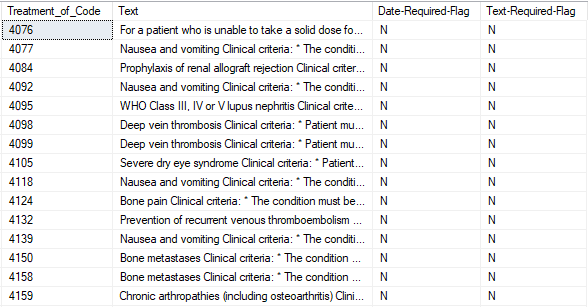 Treatment_of_Code Text Date-Required-Flag Text-Required-Flag
4076 For a patient who is unable to take a solid dose fo... N N
4077 Nausea and vomiting Clinical criteria: * The conditi... N N
4084 Prophylaxis of renal allograft rejection Clinical criter... N N
4092 Nausea and vomiting Clinical criteria: * The conditi... N N
4095 WHO Class III, IV or V lupus nephritis Clinical crite... N N
4098 Deep vein thrombosis Clinical criteria: * Patient mu... N N
4099 Deep vein thrombosis Clinical criteria: * Patient mu... N N
4105 Severe dry eye syndrome Clinical criteria: * Patient... N N
4118 Nausea and vomiting Clinical criteria: * The conditi... N N
4124 Bone pain Clinical criteria: * The condition must be... N N
4132 Prevention of recurrent venous thromboembolism ... N N
4139 Nausea and vomiting Clinical criteria: * The conditi... N N
4150 Bone metastases Clinical criteria: * The condition ... N N
4158 Bone metastases Clinical criteria: * The condition ... N N
4159 Chronic arthropathies (including osteoarthritis) Clini... N N